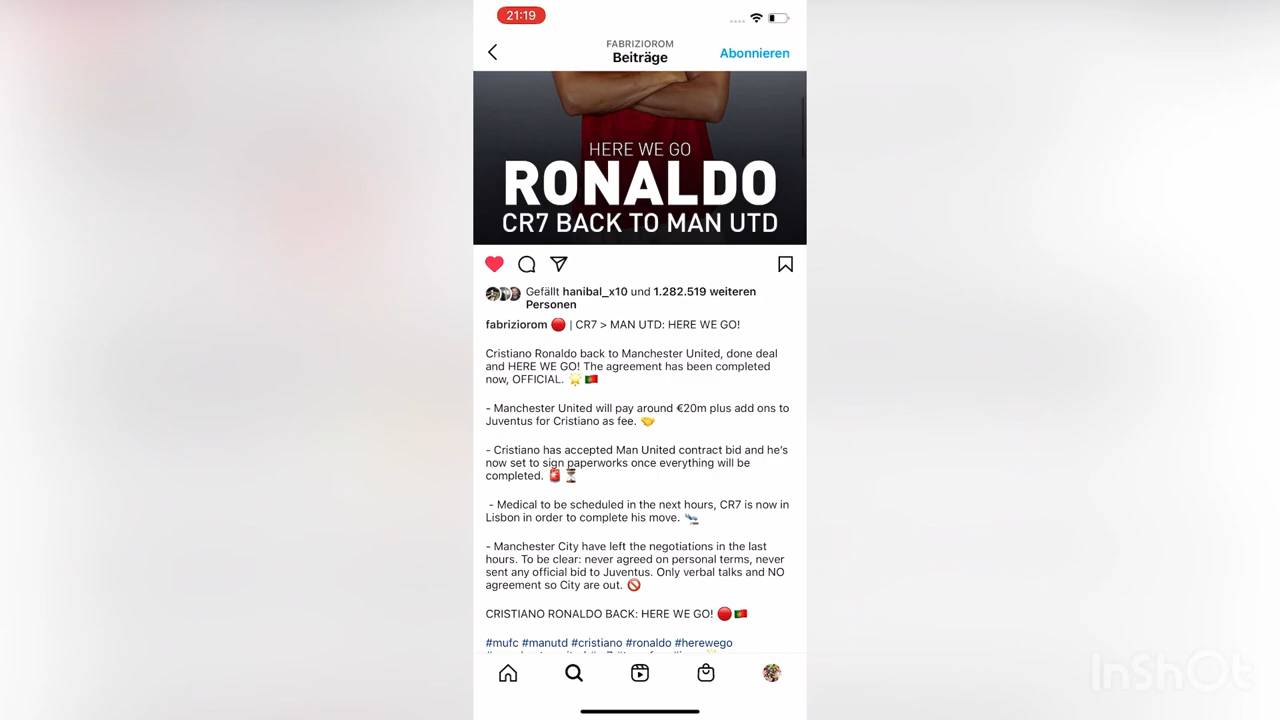 21:19
FABRIZIOROM
Beiträge
Abonnieren
HERE WE GO
RONALDO
CR7 BACK TO MAN UTD
Gefällt hanibal_x10 und 1.282.519 weiteren
Personen
fabriziorom 🔴 | CR7 > MAN UTD: HERE WE GO!
Cristiano Ronaldo back to Manchester United, done deal
and HERE WE GO! The agreement has been completed
now, OFFICIAL. 🌟🇵🇹
- Manchester United will pay around €20m plus add ons to
Juventus for Cristiano as fee. 🤝
- Cristiano has accepted Man United contract bid and he's
now set to sign paperworks once everything will be
completed. 🚨⏳
- Medical to be scheduled in the next hours, CR7 is now in
Lisbon in order to complete his move. 🛬
- Manchester City have left the negotiations in the last
hours. To be clear: never agreed on personal terms, never
sent any official bid to Juventus. Only verbal talks and NO
agreement so City are out. 🚫
CRISTIANO RONALDO BACK: HERE WE GO! 🔴🇵🇹
#mufc #manutd #cristiano #ronaldo #herewego
InShOt